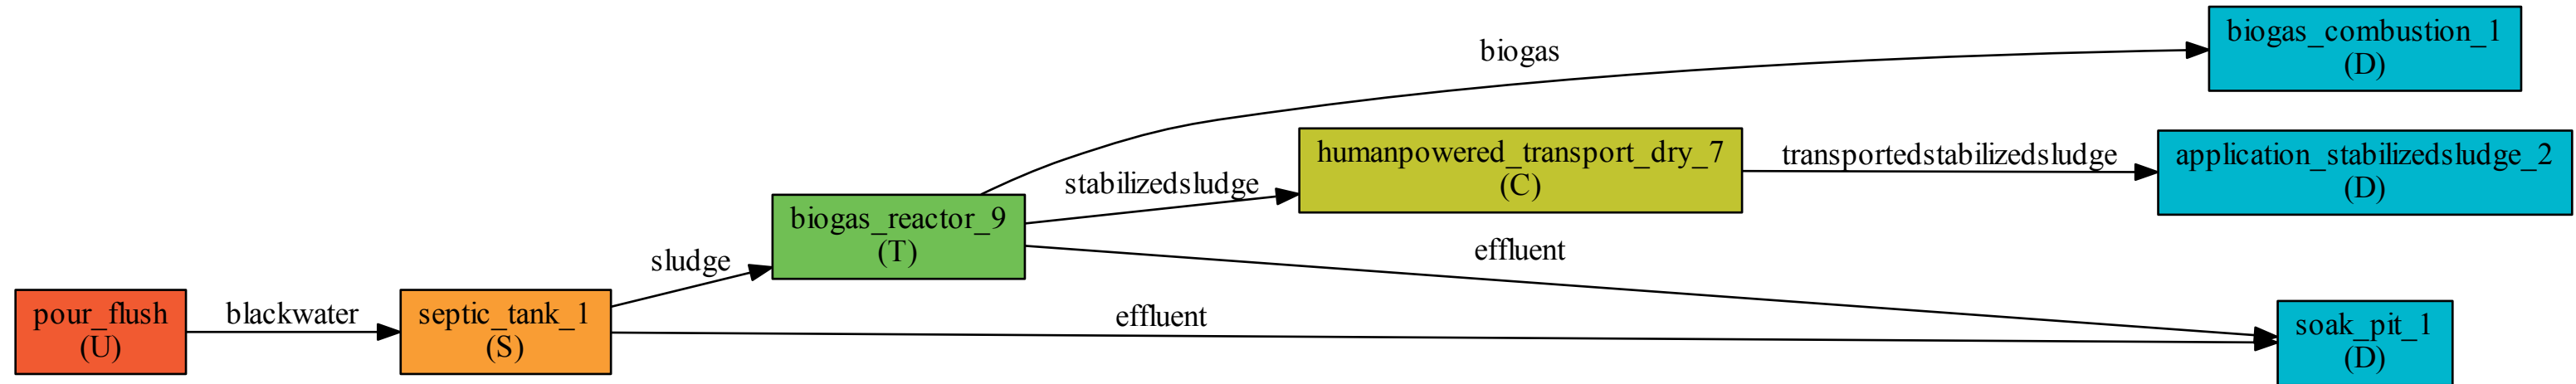 biogas_combustion_1
(D)
biogas
humanpowered_transport_dry_7
(C)
transportedstabilizedsludge
application_stabilizedsludge_2
(D)
stabilizedsludge
biogas_reactor_9
(T)
effluent
sludge
pour_flush
(U)
blackwater
septic_tank_1
(S)
effluent
soak_pit_1
(D)